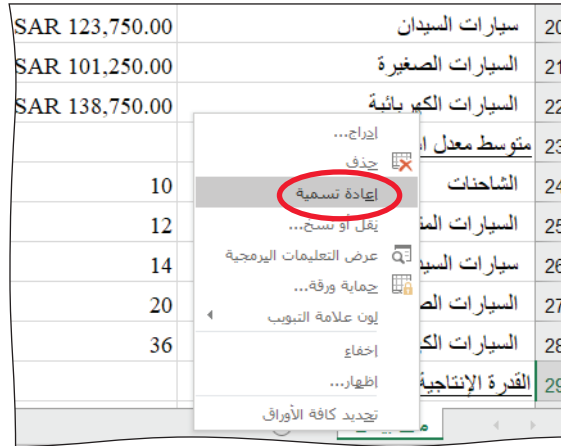 20 سيارات السيدان SAR 123,750.00
21 السيارات الصغيرة SAR 101,250.00
22 السيارات الكهربائية SAR 138,750.00
23 متوسط معدل
24 الشاحنات 10
25 السيارات 12
26 سيارات 14
27 السيارات 20
28 السيارات 36
29 القدرة الإنتاجية
إدراج...
حذف
إعادة تسمية
نقل أو نسخ...
عرض التعليمات البرمجية
حماية ورقة...
لون علامة التبويب
إخفاء
إظهار...
تحديد كافة الأوراق